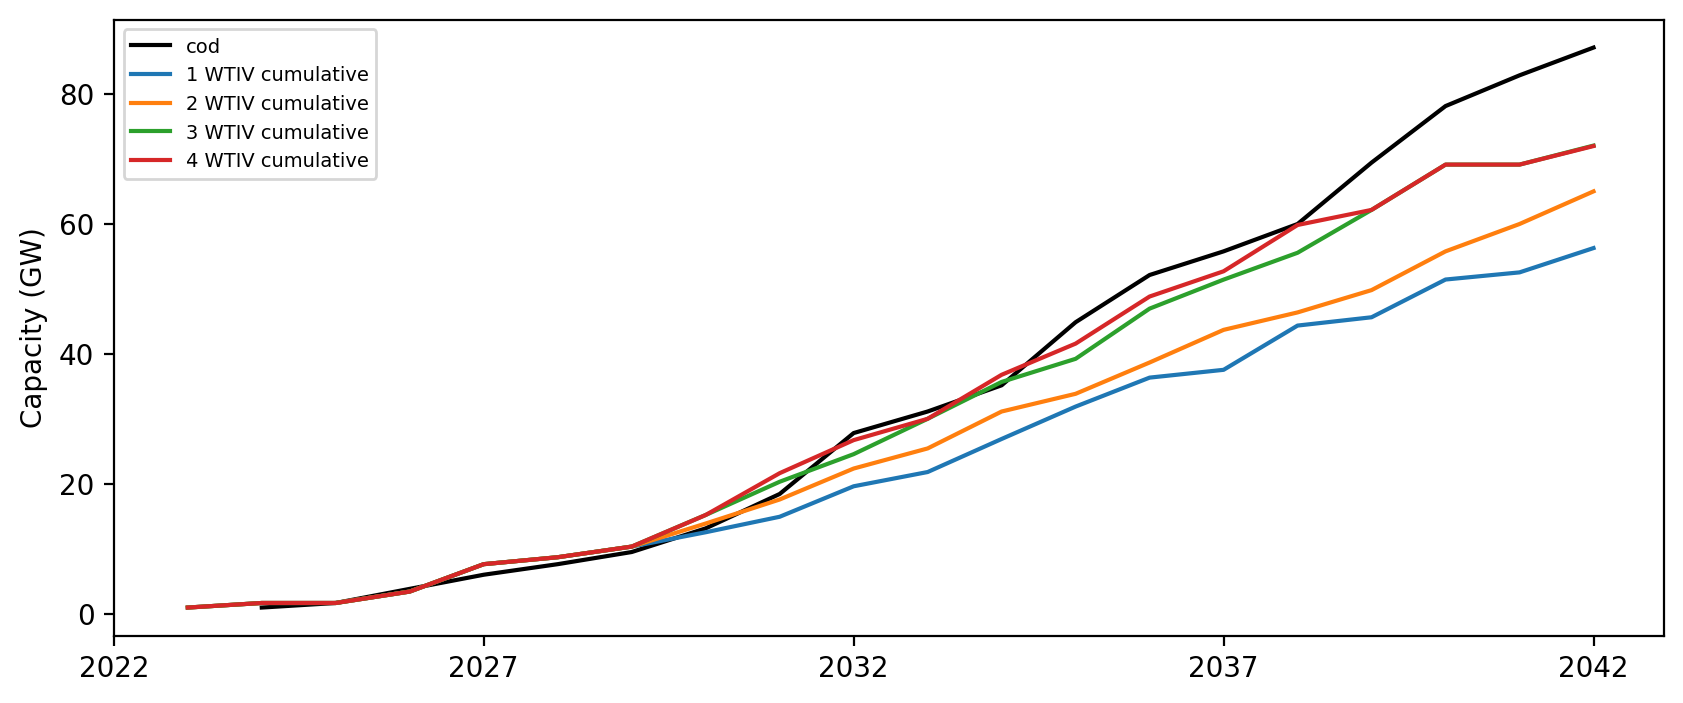 cod
1 WTIV cumulative
2 WTIV cumulative
3 WTIV cumulative
4 WTIV cumulative
Capacity (GW)
80
60
40
20
0
2022 2027 2032 2037 2042